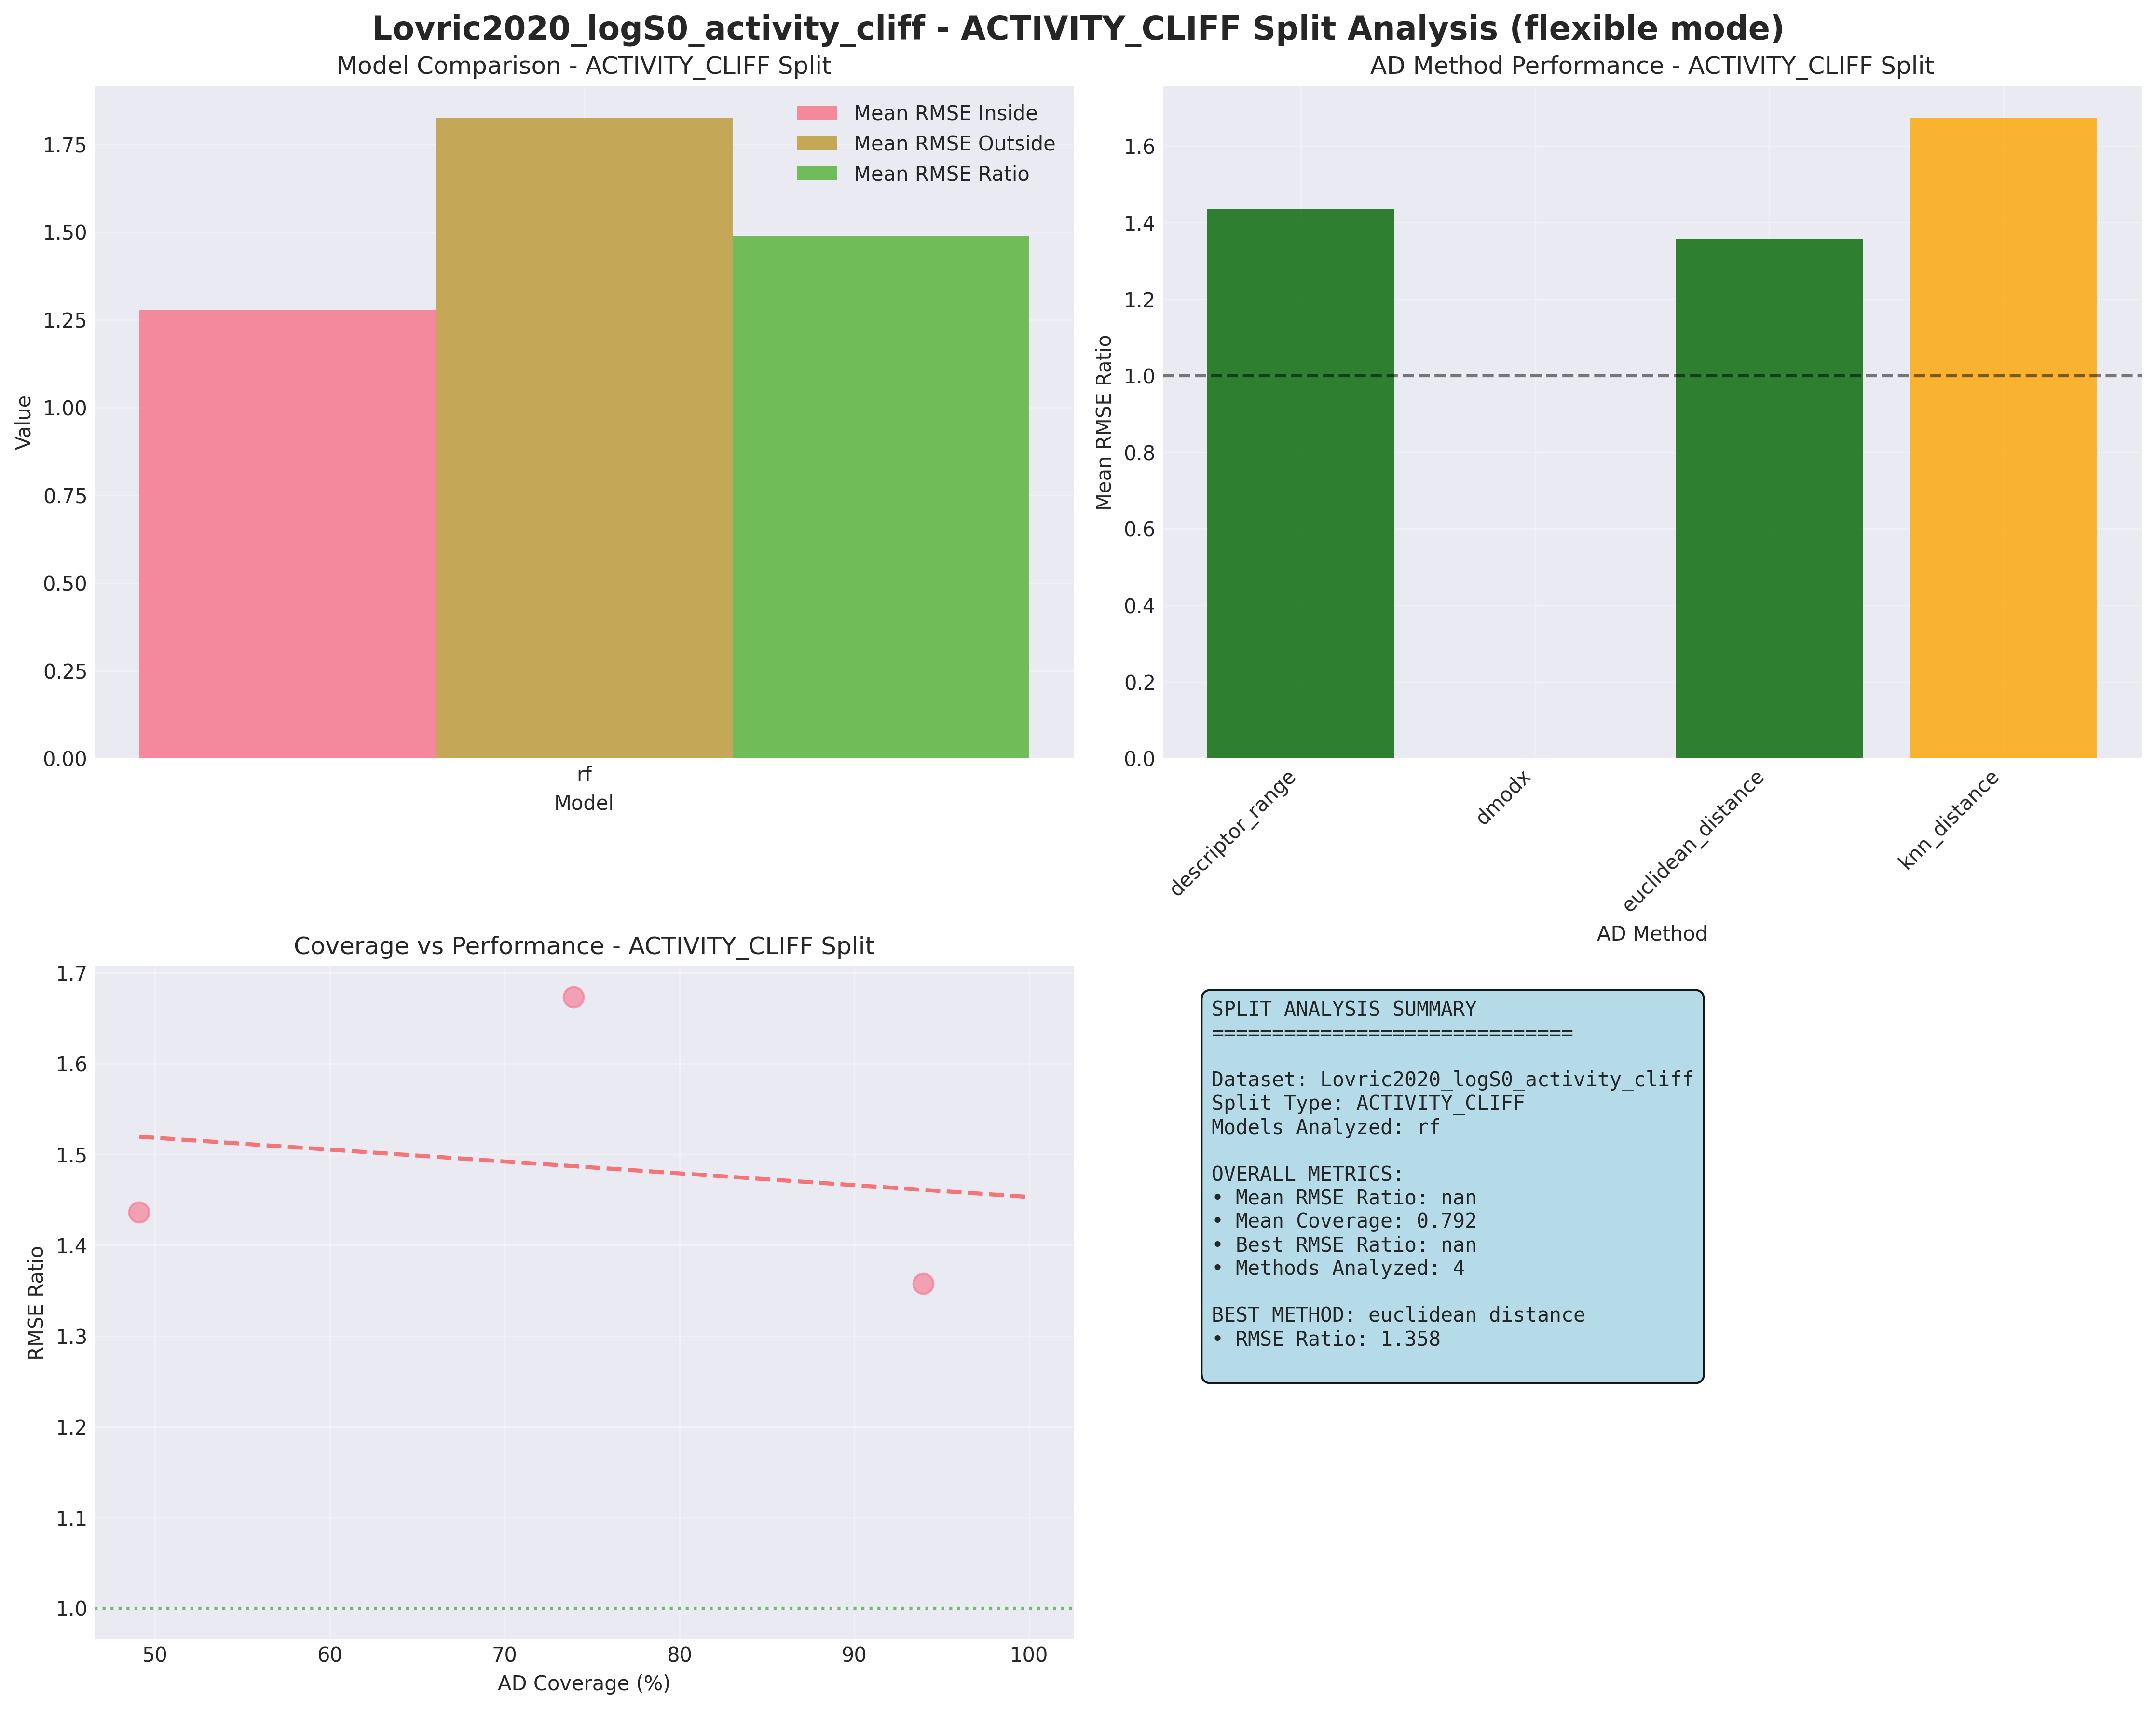 Lovric2020_logS0_activity_cliff - ACTIVITY_CLIFF Split Analysis (flexible mode)
Model Comparison - ACTIVITY_CLIFF Split
Mean RMSE Inside
Mean RMSE Outside
Mean RMSE Ratio
Value
1.75
1.50
1.25
1.00
0.75
0.50
0.25
0.00
rf
Model
AD Method Performance - ACTIVITY_CLIFF Split
Mean RMSE Ratio
1.6
1.4
1.2
1.0
0.8
0.6
0.4
0.2
0.0
descriptor_range
dmodx
euclidean_distance
knn_distance
AD Method
Coverage vs Performance - ACTIVITY_CLIFF Split
RMSE Ratio
1.7
1.6
1.5
1.4
1.3
1.2
1.1
1.0
50
60
70
80
90
100
AD Coverage (%)
SPLIT ANALYSIS SUMMARY
==============================
Dataset: Lovric2020_logS0_activity_cliff
Split Type: ACTIVITY_CLIFF
Models Analyzed: rf
OVERALL METRICS:
• Mean RMSE Ratio: nan
• Mean Coverage: 0.792
• Best RMSE Ratio: nan
• Methods Analyzed: 4
BEST METHOD: euclidean_distance
• RMSE Ratio: 1.358